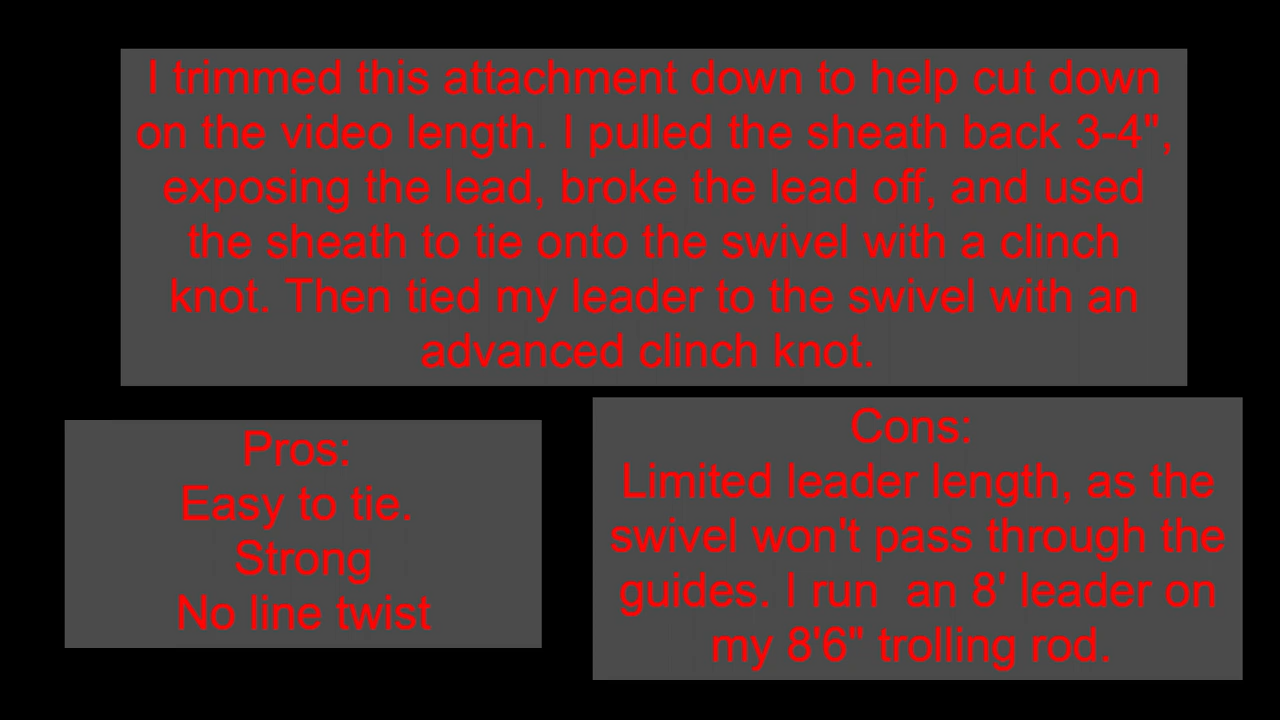 I trimmed this attachment down to help cut down
on the video length. I pulled the sheath back 3-4",
exposing the lead, broke the lead off, and used
the sheath to tie onto the swivel with a clinch
knot. Then tied my leader to the swivel with an
advanced clinch knot.
Pros:
Easy to tie.
Strong
No line twist
Cons:
Limited leader length, as the
swivel won't pass through the
guides. I run  an 8' leader on
my 8'6" trolling rod.